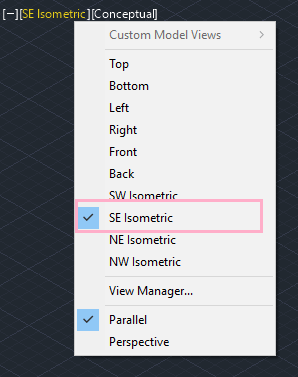 [−][SE Isometric][Conceptual]
Custom Model Views
Top
Bottom
Left
Right
Front
Back
SW Isometric
SE Isometric
NE Isometric
NW Isometric
View Manager...
Parallel
Perspective